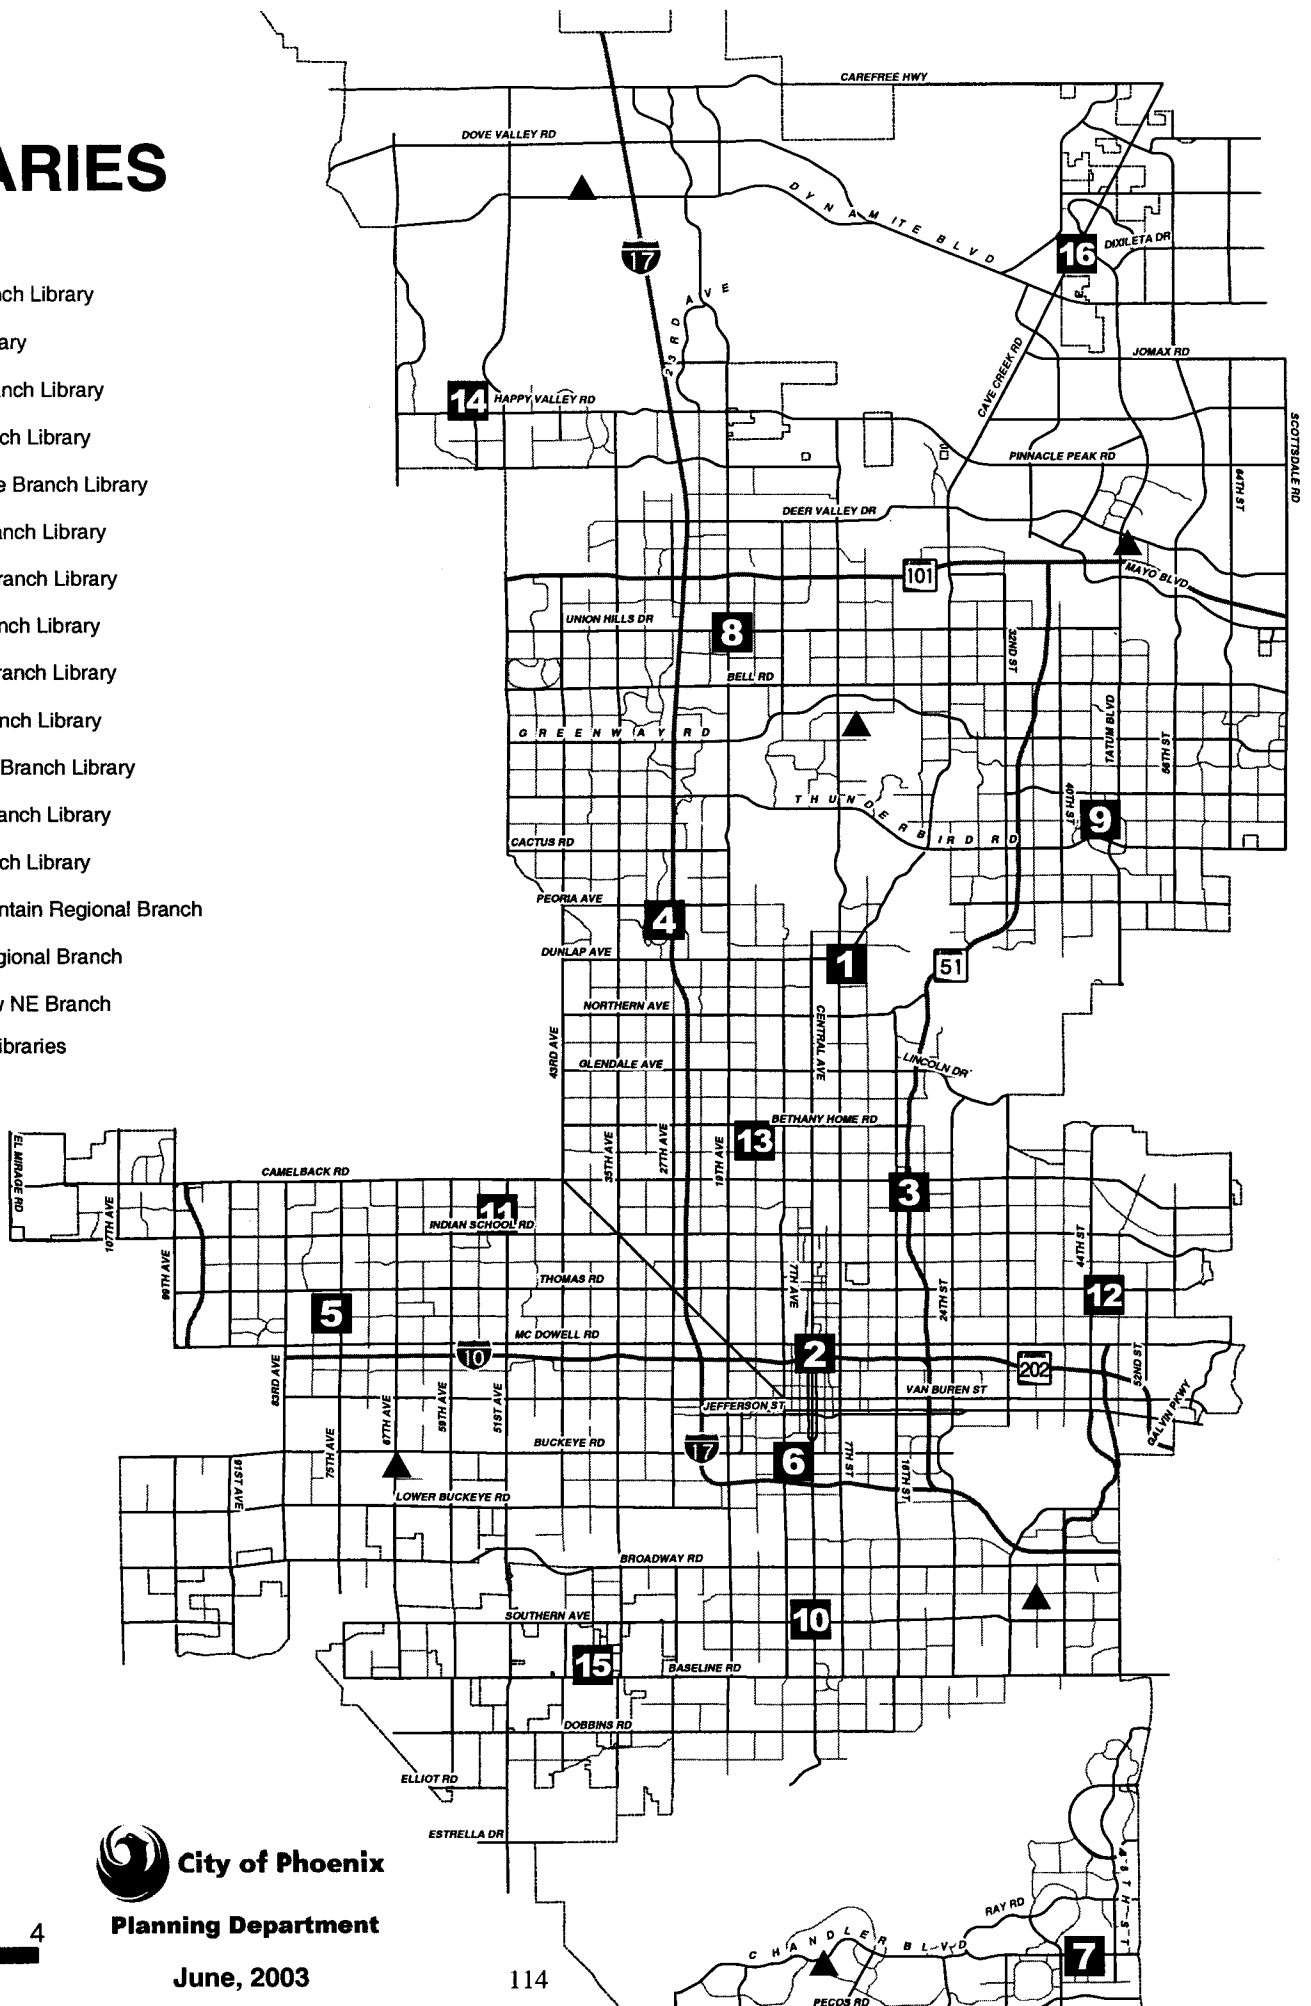 ARIES
ch Library
ary
nch Library
ch Library
e Branch Library
anch Library
ranch Library
nch Library
ranch Library
nch Library
Branch Library
anch Library
ch Library
ntain Regional Branch
gional Branch
NE Branch
ibraries
CAREFREE HWY
DOVE VALLEY RD
DYNAMITE BLVD
16
DIXILETA DR
17
23RD AVE
CAVE CREEK RD
JOMAX RD
14
HAPPY VALLEY RD
SCOTTSDALE RD
PINNACLE PEAK RD
64TH ST
DEER VALLEY DR
101
MAYO BLVD
UNION HILLS DR
8
32ND ST
BELL RD
GREENWAY RD
TATUM BLVD
56TH ST
THUNDERBIRD RD
40TH ST
9
CACTUS RD
PEORIA AVE
4
DUNLAP AVE
1
51
NORTHERN AVE
CENTRAL AVE
43RD AVE
GLENDALE AVE
LINCOLN DR
BETHANY HOME RD
13
35TH AVE
27TH AVE
19TH AVE
EL MIRAGE RD
CAMELBACK RD
3
107TH AVE
11
INDIAN SCHOOL RD
44TH ST
99TH AVE
THOMAS RD
7TH AVE
24TH ST
12
5
MC DOWELL RD
2
10
202
52ND ST
83RD AVE
VAN BUREN ST
JEFFERSON ST
GALVIN PKWY
67TH AVE
59TH AVE
51ST AVE
BUCKEYE RD
17
75TH AVE
91ST AVE
6
7TH ST
16TH ST
LOWER BUCKEYE RD
BROADWAY RD
SOUTHERN AVE
10
15
BASELINE RD
DOBBINS RD
ELLIOT RD
ESTRELLA DR
City of Phoenix
Planning Department
4
June, 2003
114
RAY RD
CHANDLER BLVD
7
PECOS RD